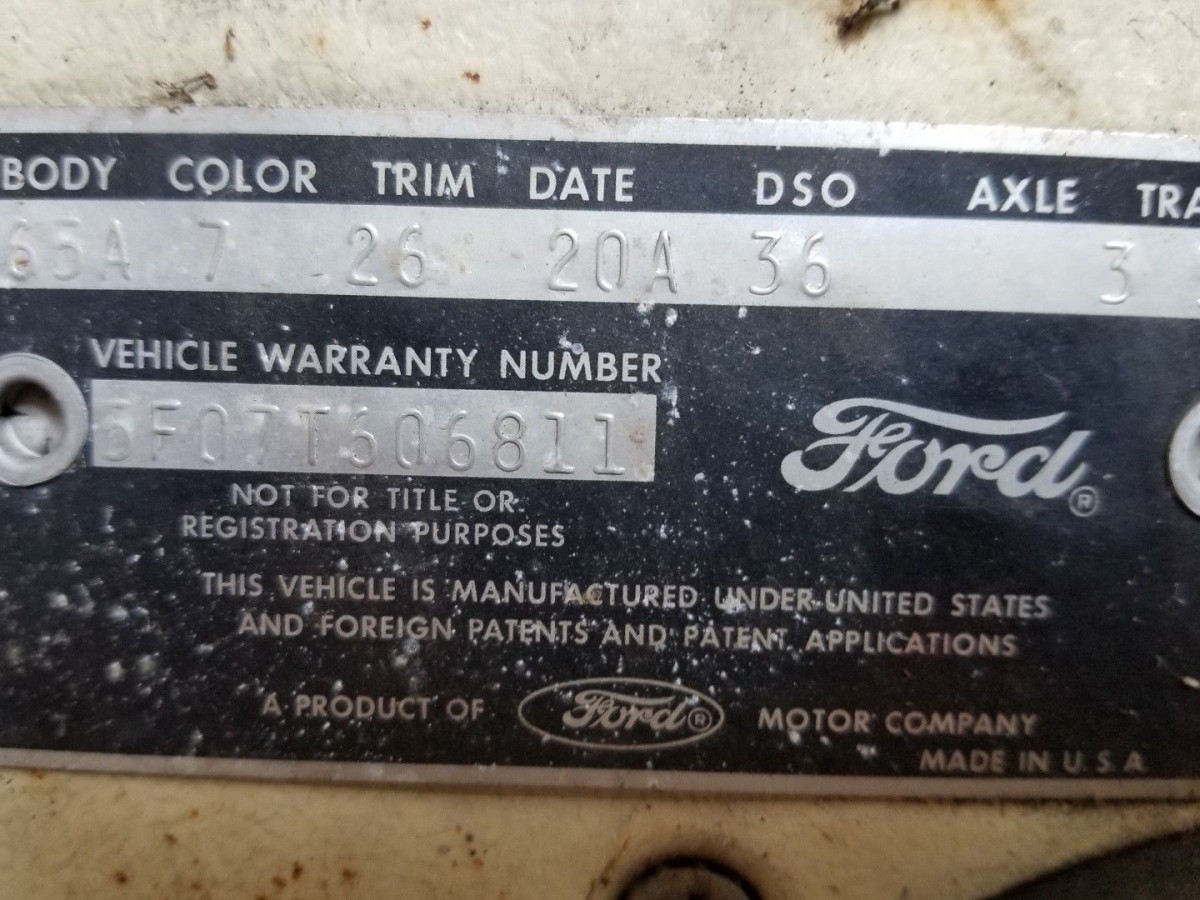 BODY COLOR TRIM DATE DSO AXLE TRA
65A 7 26 20A 36 3
VEHICLE WARRANTY NUMBER
5F07T306811
Ford®
NOT FOR TITLE OR
REGISTRATION PURPOSES
THIS VEHICLE IS MANUFACTURED UNDER UNITED STATES
AND FOREIGN PATENTS AND PATENT APPLICATIONS
A PRODUCT OF Ford® MOTOR COMPANY
MADE IN U.S.A